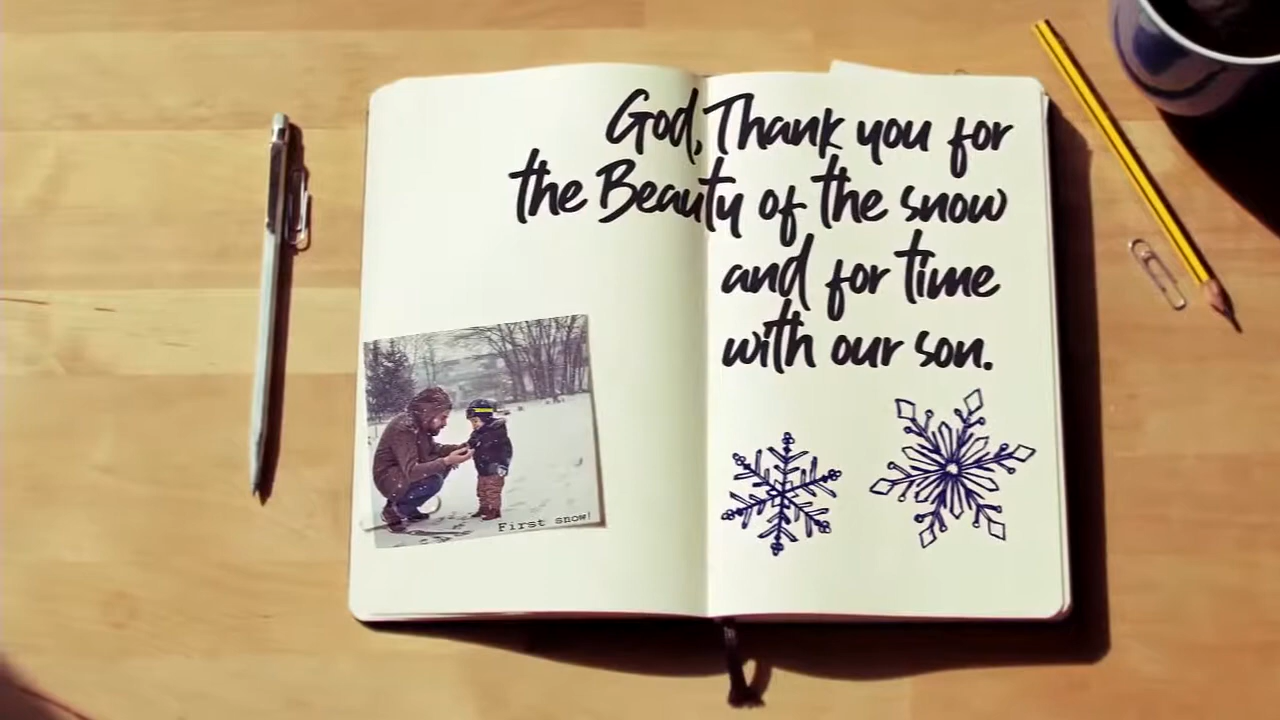 God, Thank you for
the Beauty of the snow
and for time
with our son.
First snow!